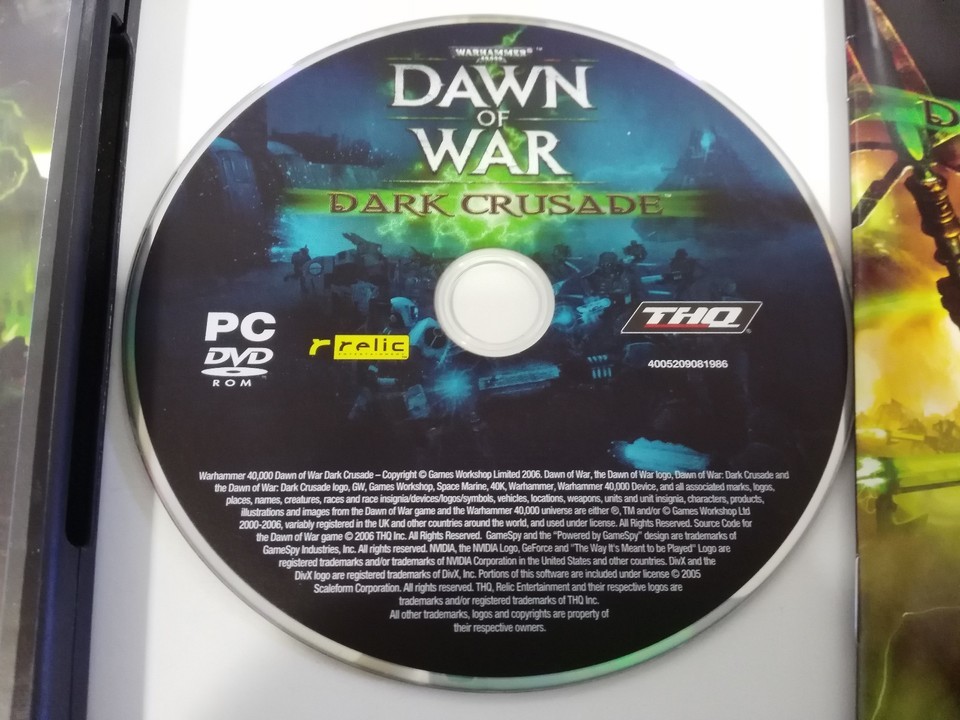 WARHAMMER®
40,000
DAWN
OF
WAR
DARK CRUSADE™
PC
DVD
ROM
r relic
ENTERTAINMENT
THQ®
4005209081986
Warhammer 40,000 Dawn of War Dark Crusade – Copyright © Games Workshop Limited 2006. Dawn of War, the Dawn of War logo, Dawn of War: Dark Crusade and
the Dawn of War: Dark Crusade logo, GW, Games Workshop, Space Marine, 40K, Warhammer, Warhammer 40,000 Device, and all associated marks, logos,
places, names, creatures, races and race insignia/devices/logos/symbols, vehicles, locations, weapons, units and unit insignia, characters, products,
illustrations and images from the Dawn of War game and the Warhammer 40,000 universe are either ®, TM and/or © Games Workshop Ltd
2000-2006, variably registered in the UK and other countries around the world, and used under license. All Rights Reserved. Source Code for
the Dawn of War game © 2006 THQ Inc. All Rights Reserved. GameSpy and the "Powered by GameSpy" design are trademarks of
GameSpy Industries, Inc. All rights reserved. NVIDIA, the NVIDIA Logo, GeForce and "The Way It's Meant to be Played" Logo are
registered trademarks and/or trademarks of NVIDIA Corporation in the United States and other countries. DivX and the
DivX logo are registered trademarks of DivX, Inc. Portions of this software are included under license © 2005
Scaleform Corporation. All rights reserved. THQ, Relic Entertainment and their respective logos are
trademarks and/or registered trademarks of THQ Inc.
All other trademarks, logos and copyrights are property of
their respective owners.
D